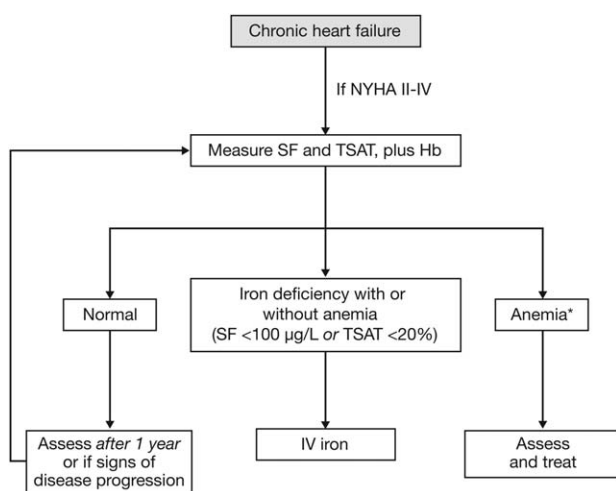 Chronic heart failure
If NYHA II-IV
Measure SF and TSAT, plus Hb
Normal
Iron deficiency with or
without anemia
(SF <100 µg/L or TSAT <20%)
Anemia*
Assess after 1 year
or if signs of
disease progression
IV iron
Assess
and treat